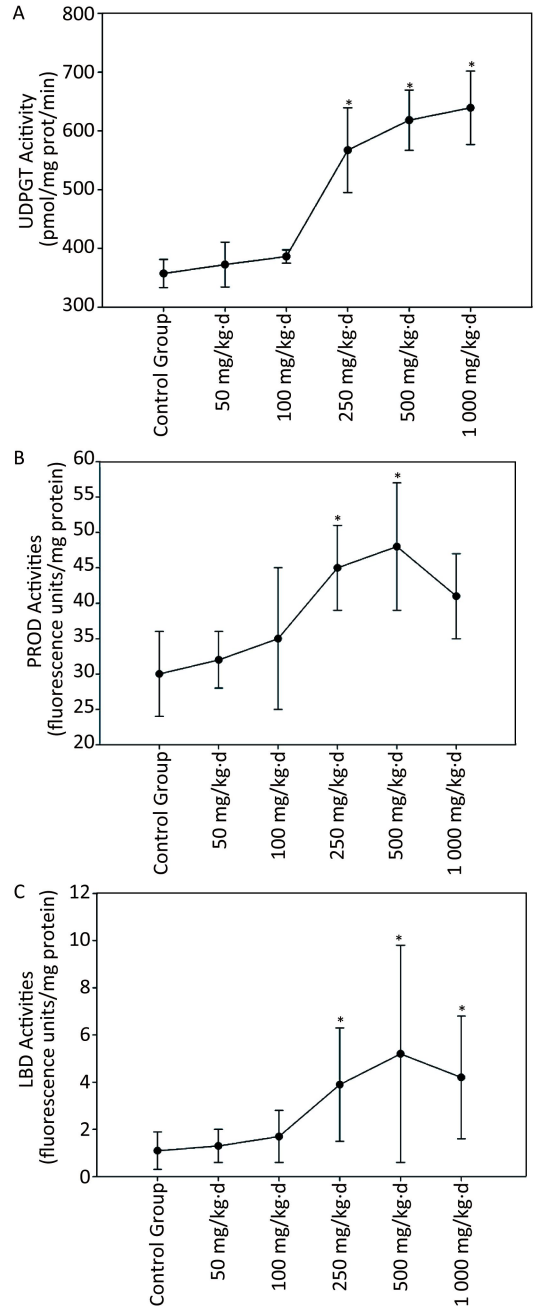 A
800
700
600
500
400
300
UDPGT Acitivity
(pmol/mg prot/min)
*
*
*
Control Group
50 mg/kg·d
100 mg/kg·d
250 mg/kg·d
500 mg/kg·d
1 000 mg/kg·d
B
60
55
50
45
40
35
30
25
20
PROD Activities
(fluorescence units/mg protein)
*
*
Control Group
50 mg/kg·d
100 mg/kg·d
250 mg/kg·d
500 mg/kg·d
1 000 mg/kg·d
C
12
10
8
6
4
2
0
LBD Activities
(fluorescence units/mg protein)
*
*
*
Control Group
50 mg/kg·d
100 mg/kg·d
250 mg/kg·d
500 mg/kg·d
1 000 mg/kg·d